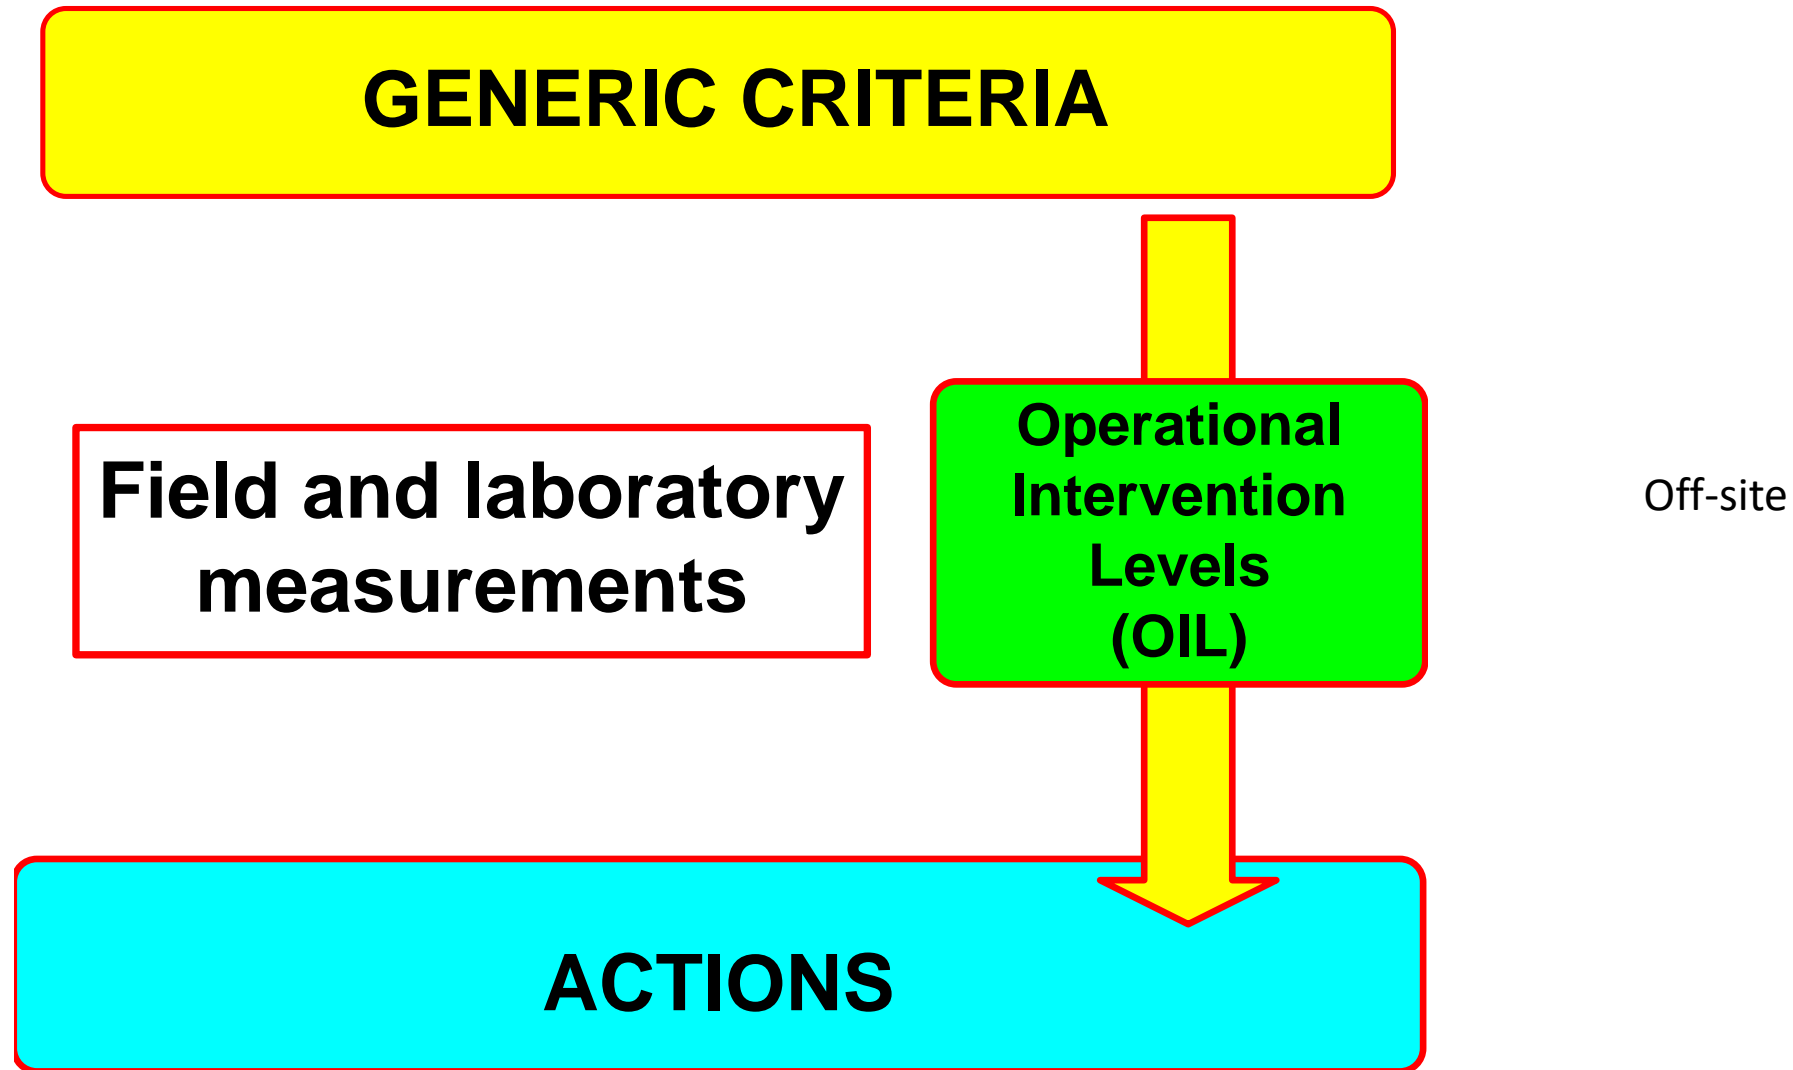 GENERIC CRITERIA
Field and laboratory
measurements
Operational
Intervention
Levels
(OIL)
Off-site
ACTIONS